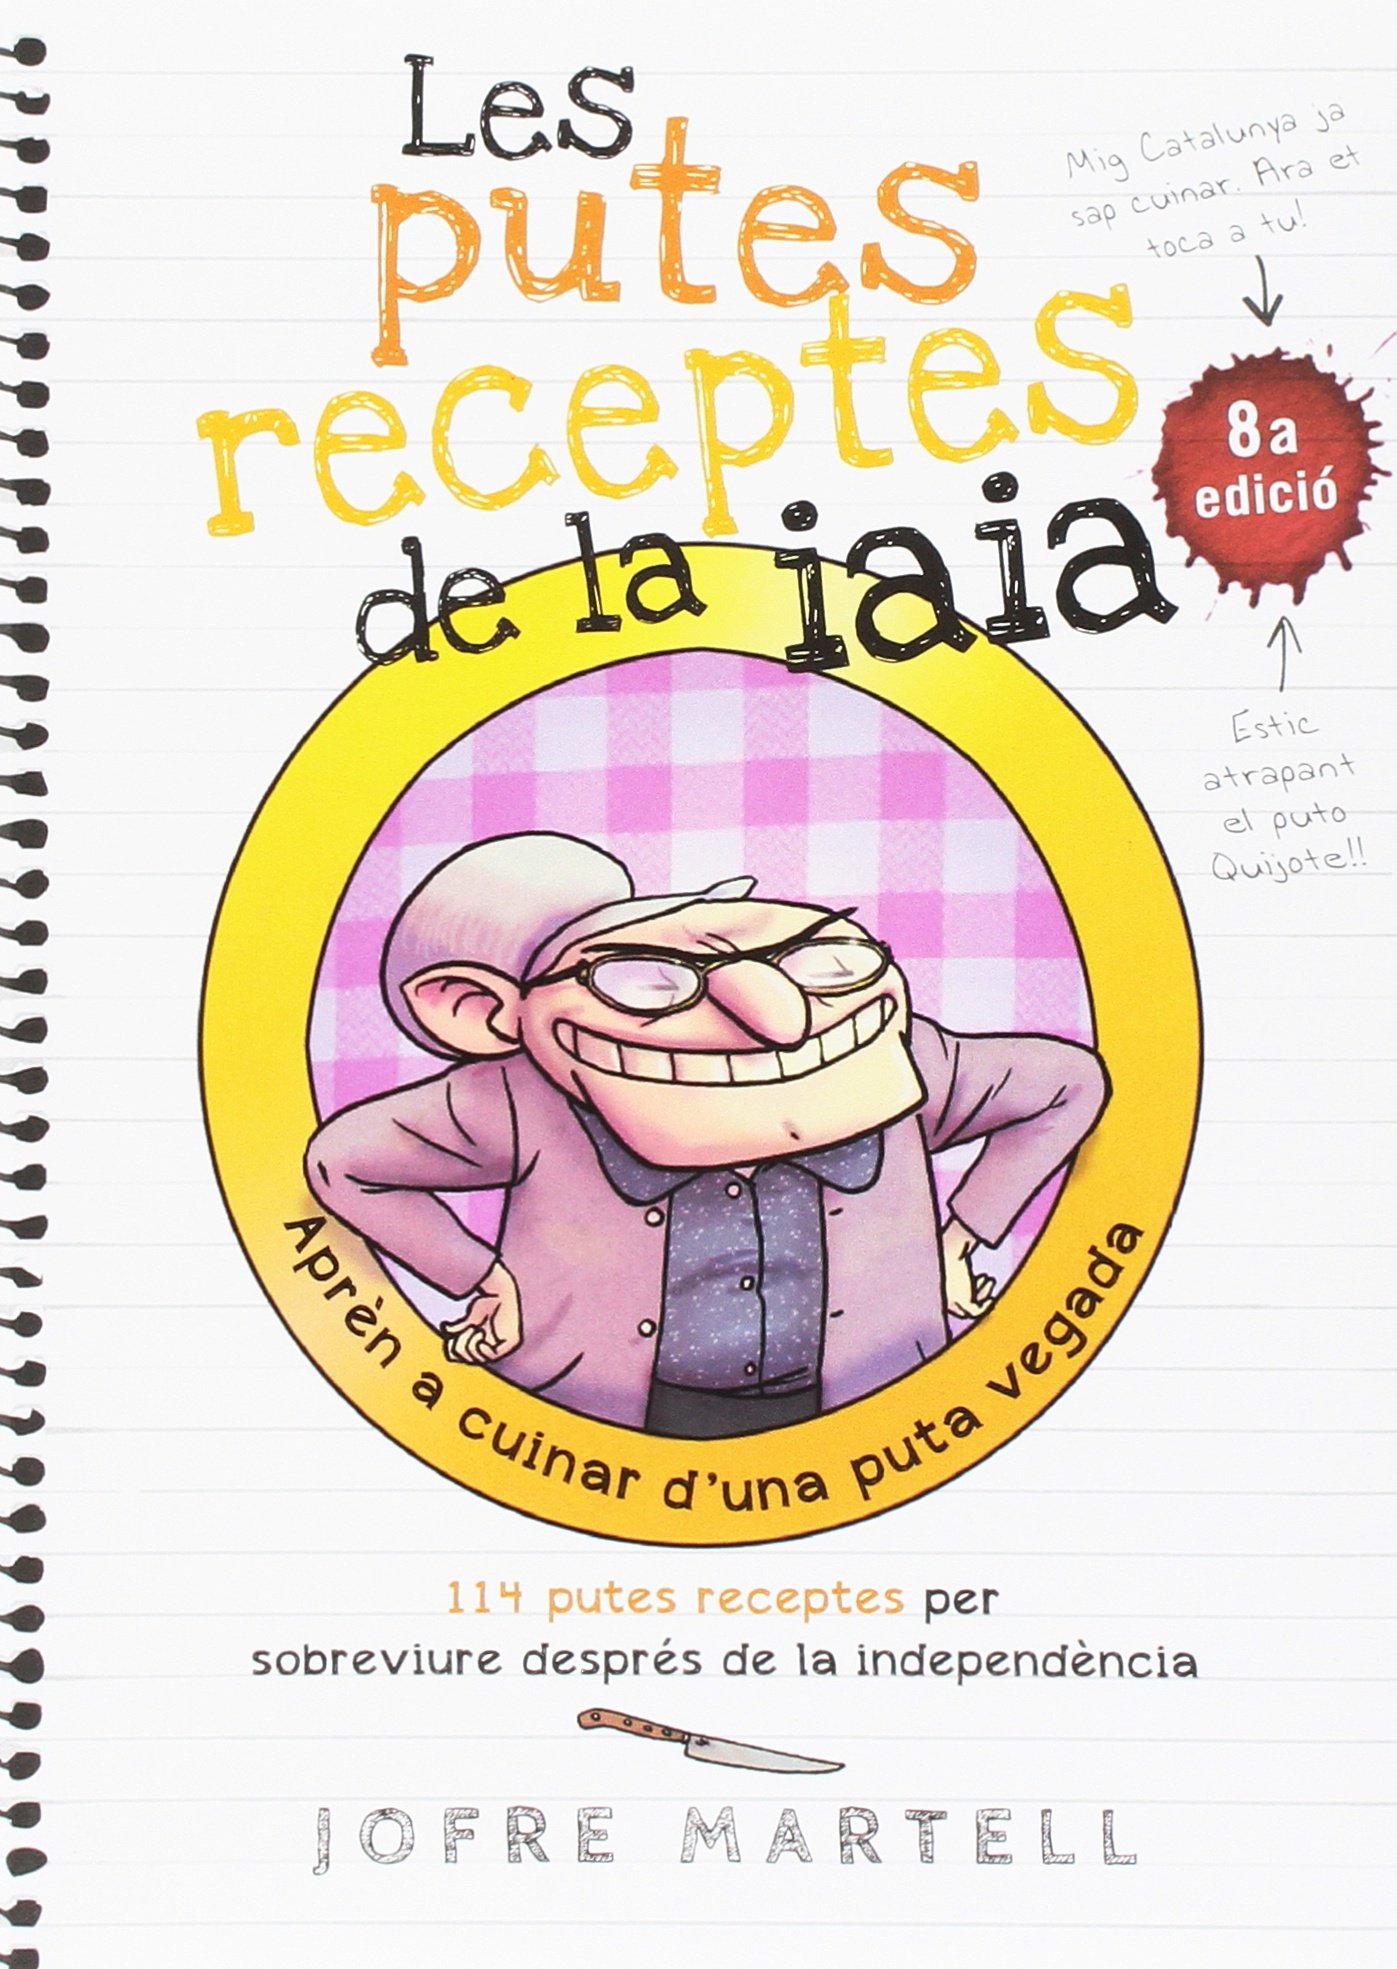 Les
putes
receptes
de la iaia
Mig Catalunya ja
sap cuinar. Ara et
toca a tu!
8a
edició
Estic
atrapant
el puto
Quijote!!
Aprèn a cuinar d'una puta vegada
114 putes receptes per
sobreviure després de la independència
JOFRE MARTELL